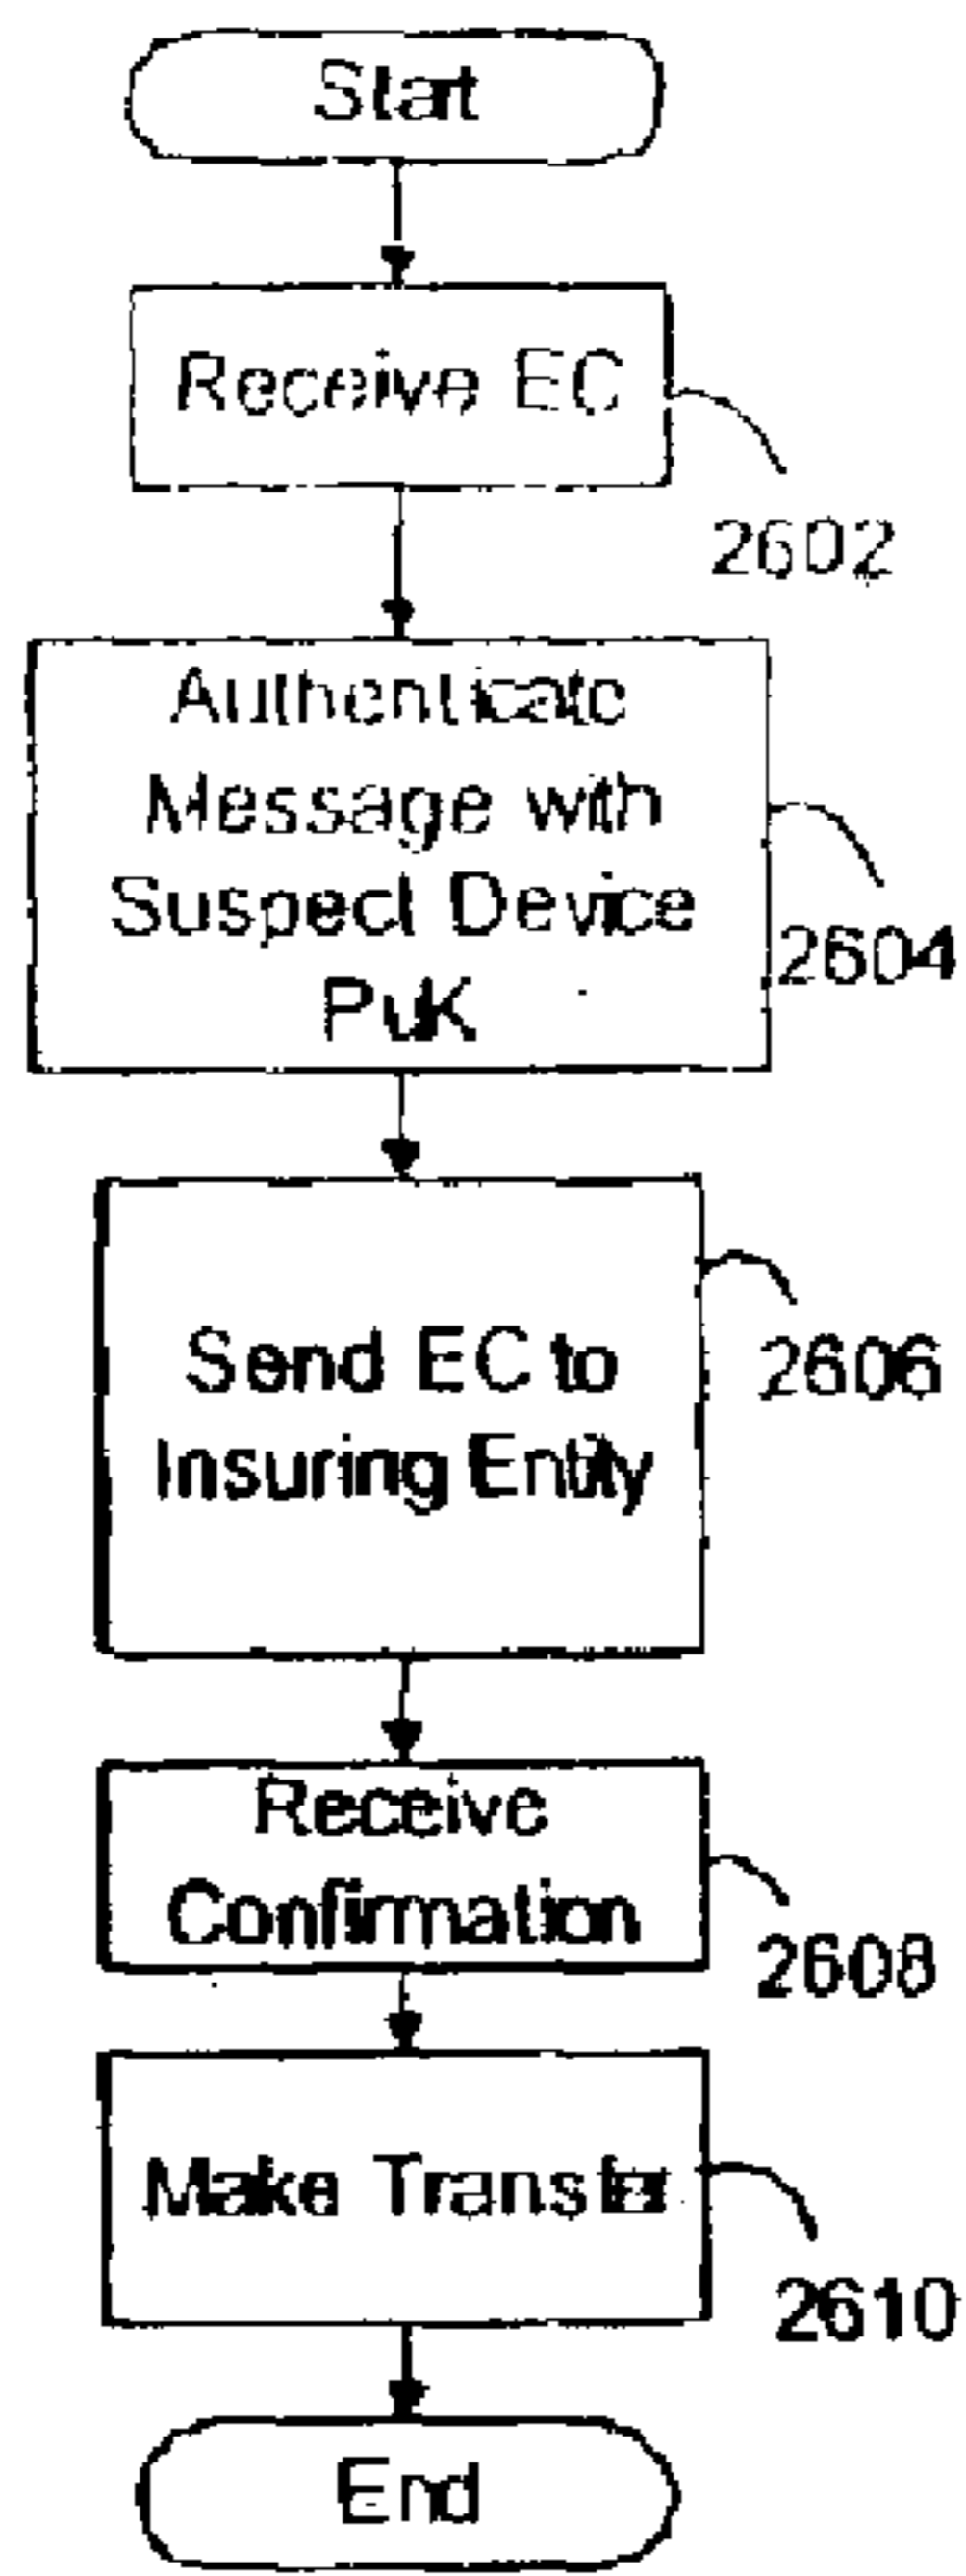 Start
Receive EC
2602
Authenticate
Message with
Suspect Device
PuK
2604
Send EC to
Insuring Entity
2606
Receive
Confirmation
2608
Make Transfer
2610
End